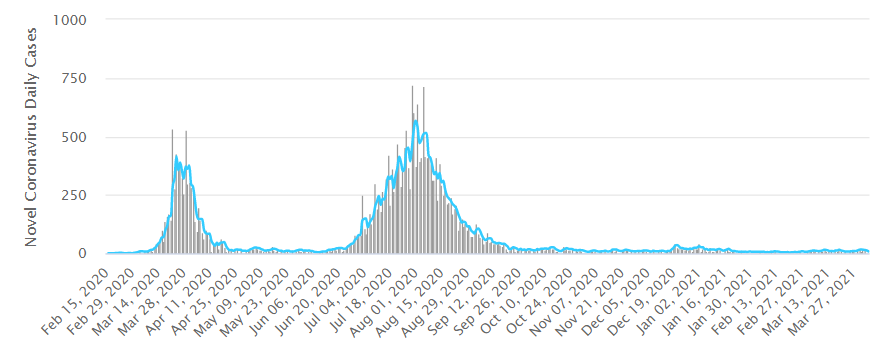 Novel Coronavirus Daily Cases
1000
750
500
250
0
Feb 15, 2020
Feb 29, 2020
Mar 14, 2020
Mar 28, 2020
Apr 11, 2020
Apr 25, 2020
May 09, 2020
May 23, 2020
Jun 06, 2020
Jun 20, 2020
Jul 04, 2020
Jul 18, 2020
Aug 01, 2020
Aug 15, 2020
Aug 29, 2020
Sep 12, 2020
Sep 26, 2020
Oct 10, 2020
Oct 24, 2020
Nov 07, 2020
Nov 21, 2020
Dec 05, 2020
Dec 19, 2020
Jan 02, 2021
Jan 16, 2021
Jan 30, 2021
Feb 13, 2021
Feb 27, 2021
Mar 13, 2021
Mar 27, 2021